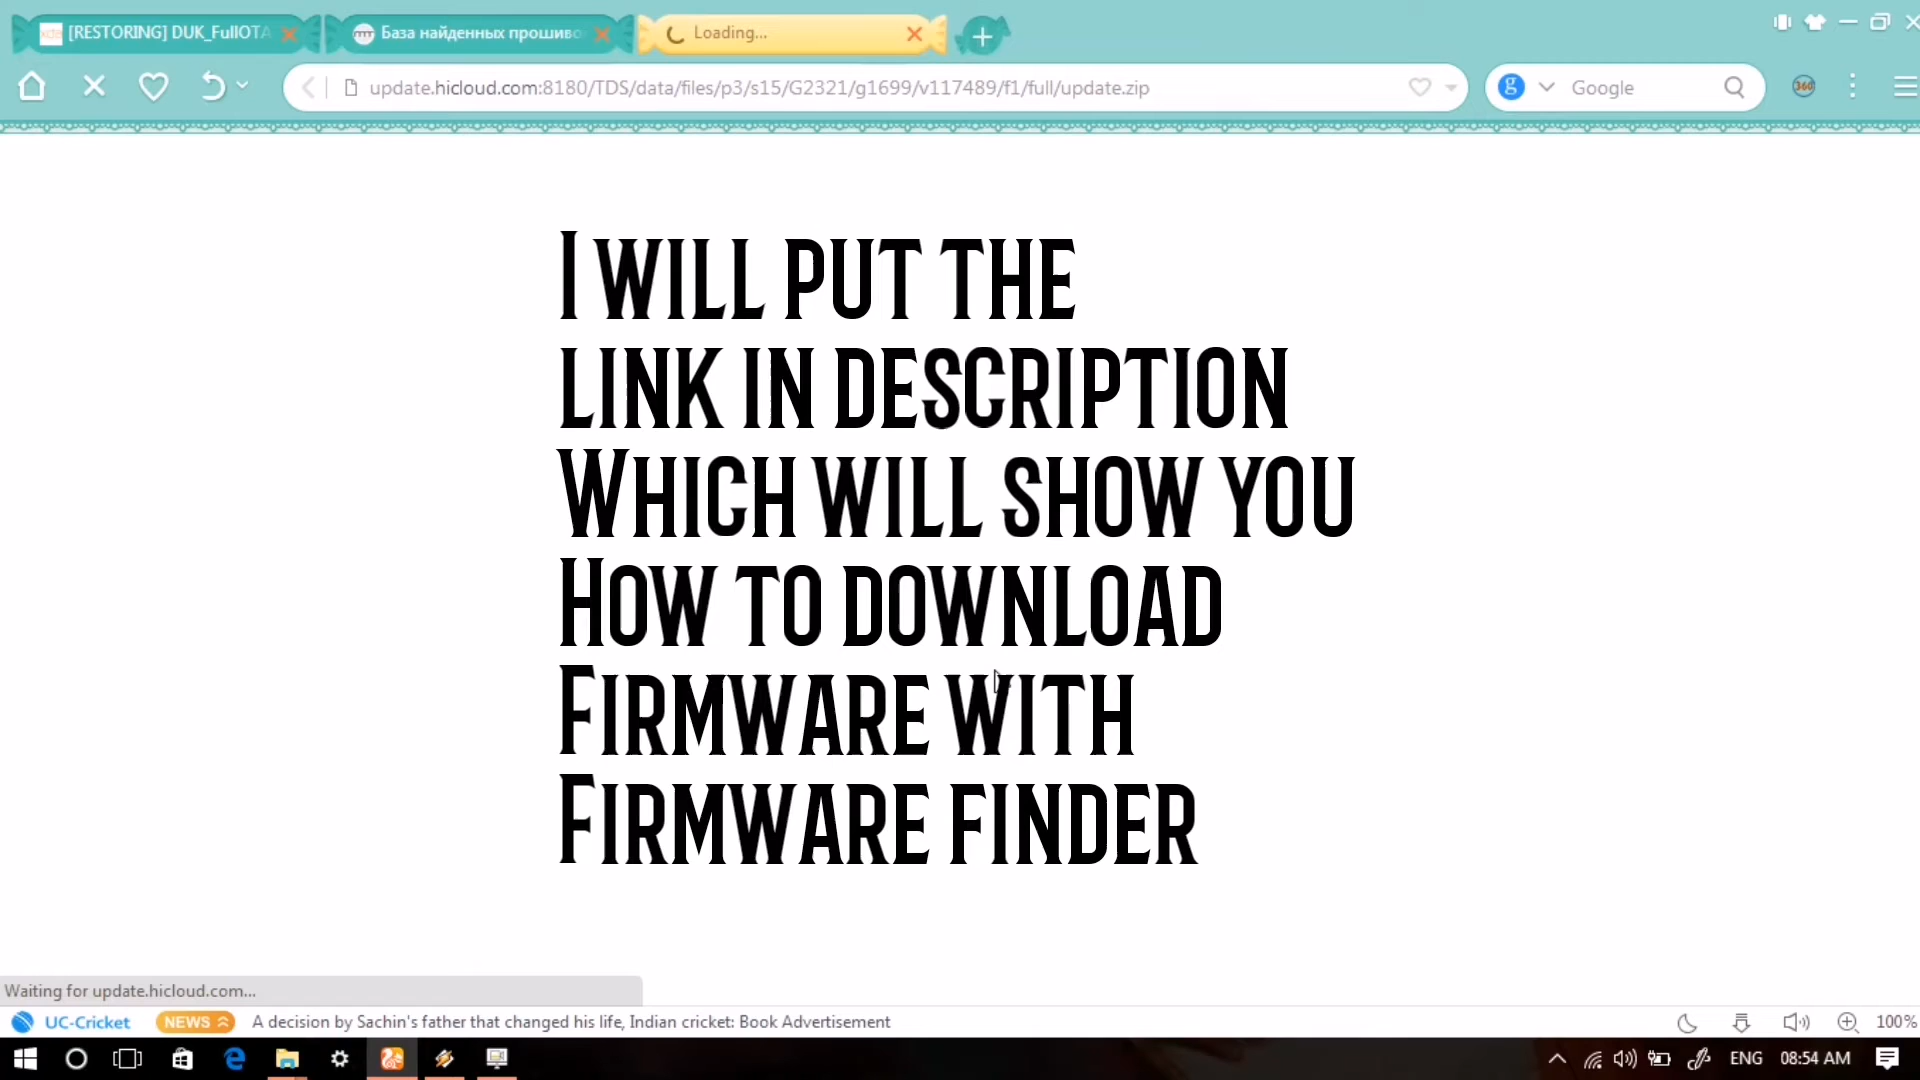 [RESTORING] DUK_FullOTA
База найденных прошиво
Loading...
update.hicloud.com:8180/TDS/data/files/p3/s15/G2321/g1699/v117489/f1/full/update.zip
g
Google
360
I WILL PUT THE
LINK IN DESCRIPTION
WHICH WILL SHOW YOU
HOW TO DOWNLOAD
FIRMWARE WITH
FIRMWARE FINDER
Waiting for update.hicloud.com...
UC-Cricket
NEWS
A decision by Sachin's father that changed his life, Indian cricket: Book Advertisement
100%
ENG
08:54 AM